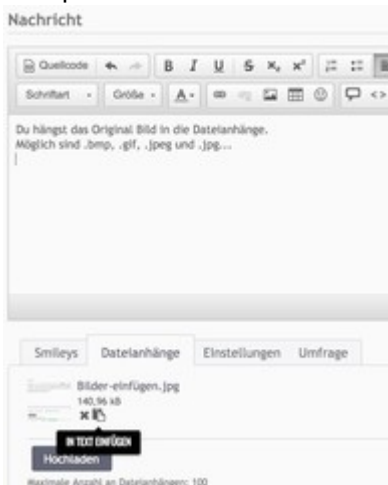 Nachricht
Quellcode B I U S x₂ x²
Schriftart Größe A
Du hängst das Original Bild in die Dateianhänge.
Möglich sind .bmp, .gif, .jpeg und .jpg...
Smileys Dateianhänge Einstellungen Umfrage
Bilder-einfügen.jpg
140,96 kB
IN TEXT EINFÜGEN
Hochladen
Maximale Anzahl an Dateianhängen: 100